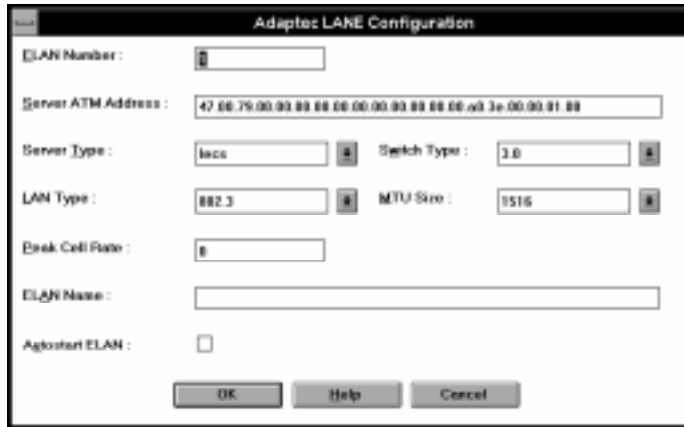 Adaptec LANE Configuration
ELAN Number :
Server ATM Address : 47.00.79.00.00.00.00.00.00.00.00.00.00.00.a0.3e.00.00.01.00
Server Type : lecs Switch Type : 3.0
LAN Type : 802.3 MTU Size : 1516
Peak Cell Rate : 0
ELAN Name :
Autostart ELAN :
OK Help Cancel